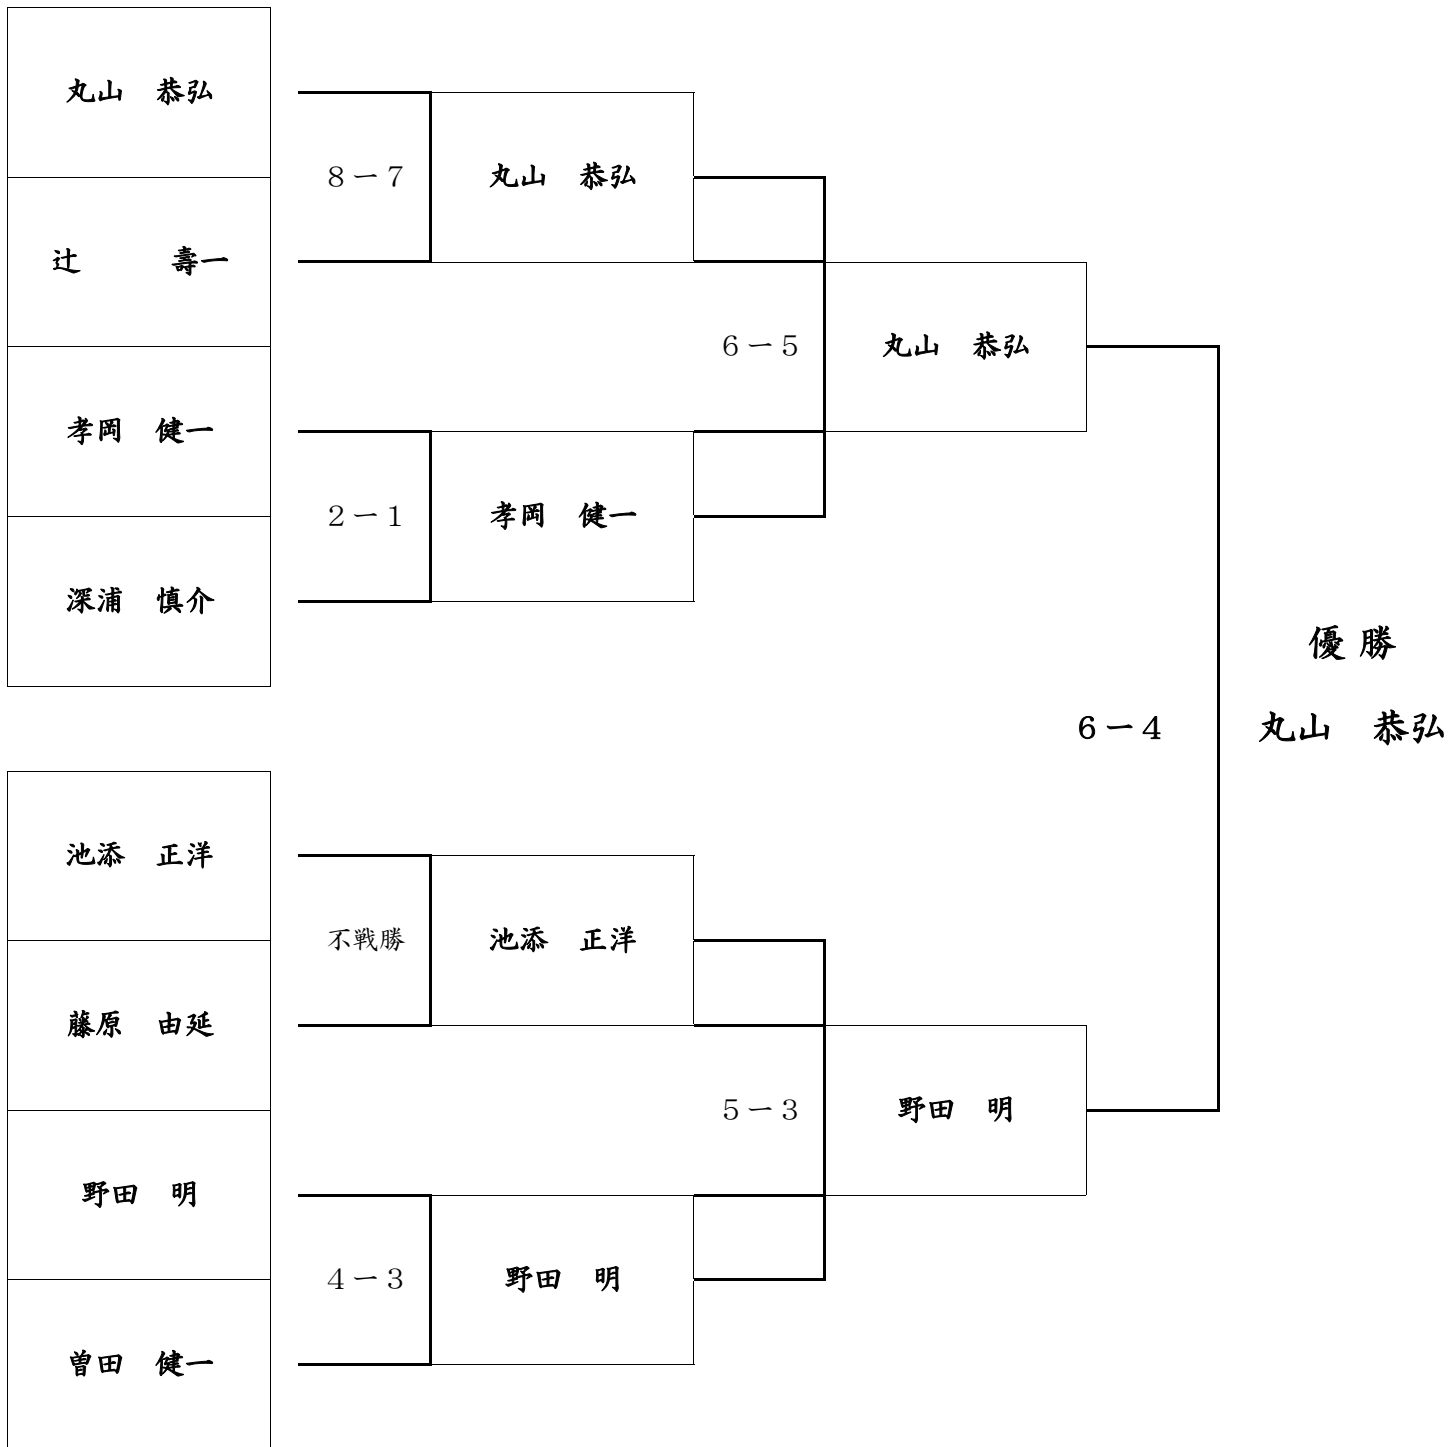 丸山　恭弘
８－７
丸山　恭弘
辻　　　壽一
６－５
丸山　恭弘
孝岡　健一
２－１
孝岡　健一
深浦　慎介
優 勝
６－４
丸山　恭弘
池添　正洋
不戦勝
池添　正洋
藤原　由延
５－３
野田　明
野田　明
４－３
野田　明
曽田　健一